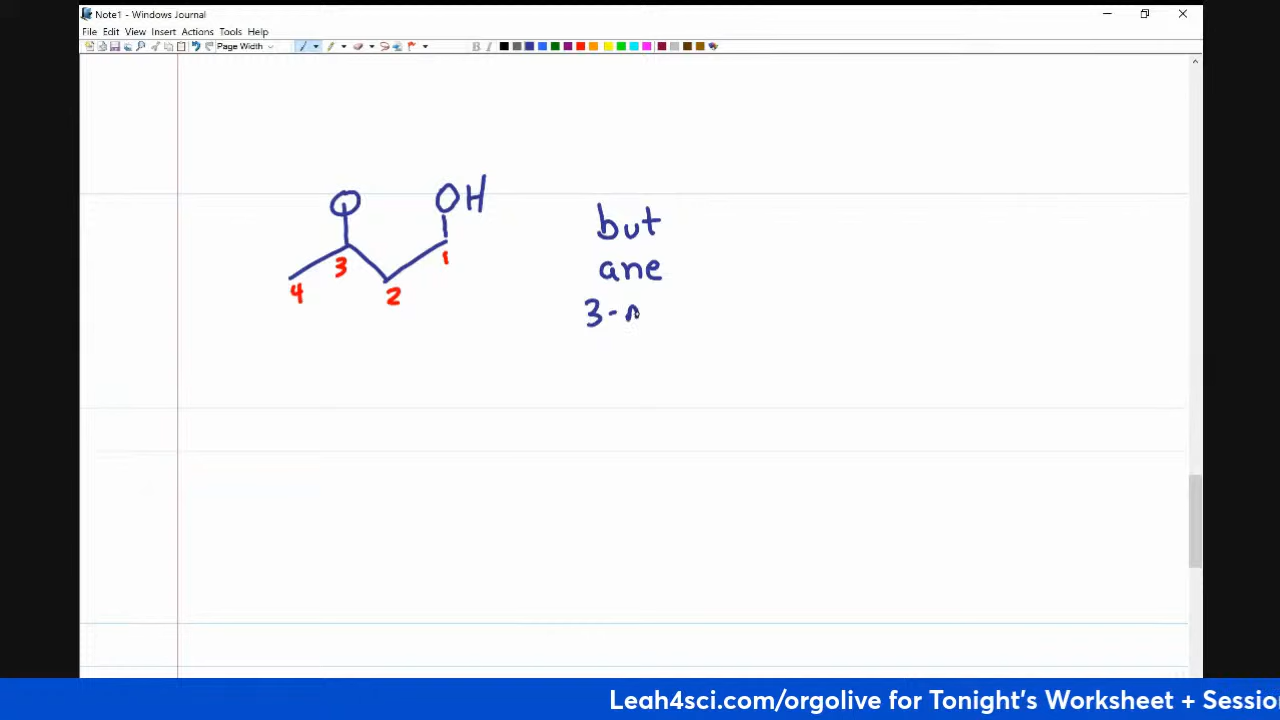 Note1 - Windows Journal
File Edit View Insert Actions Tools Help
Page Width
B I
OH
but
ane
3-
4 3 2 1
Leah4sci.com/orgolive for Tonight's Worksheet + Sessio